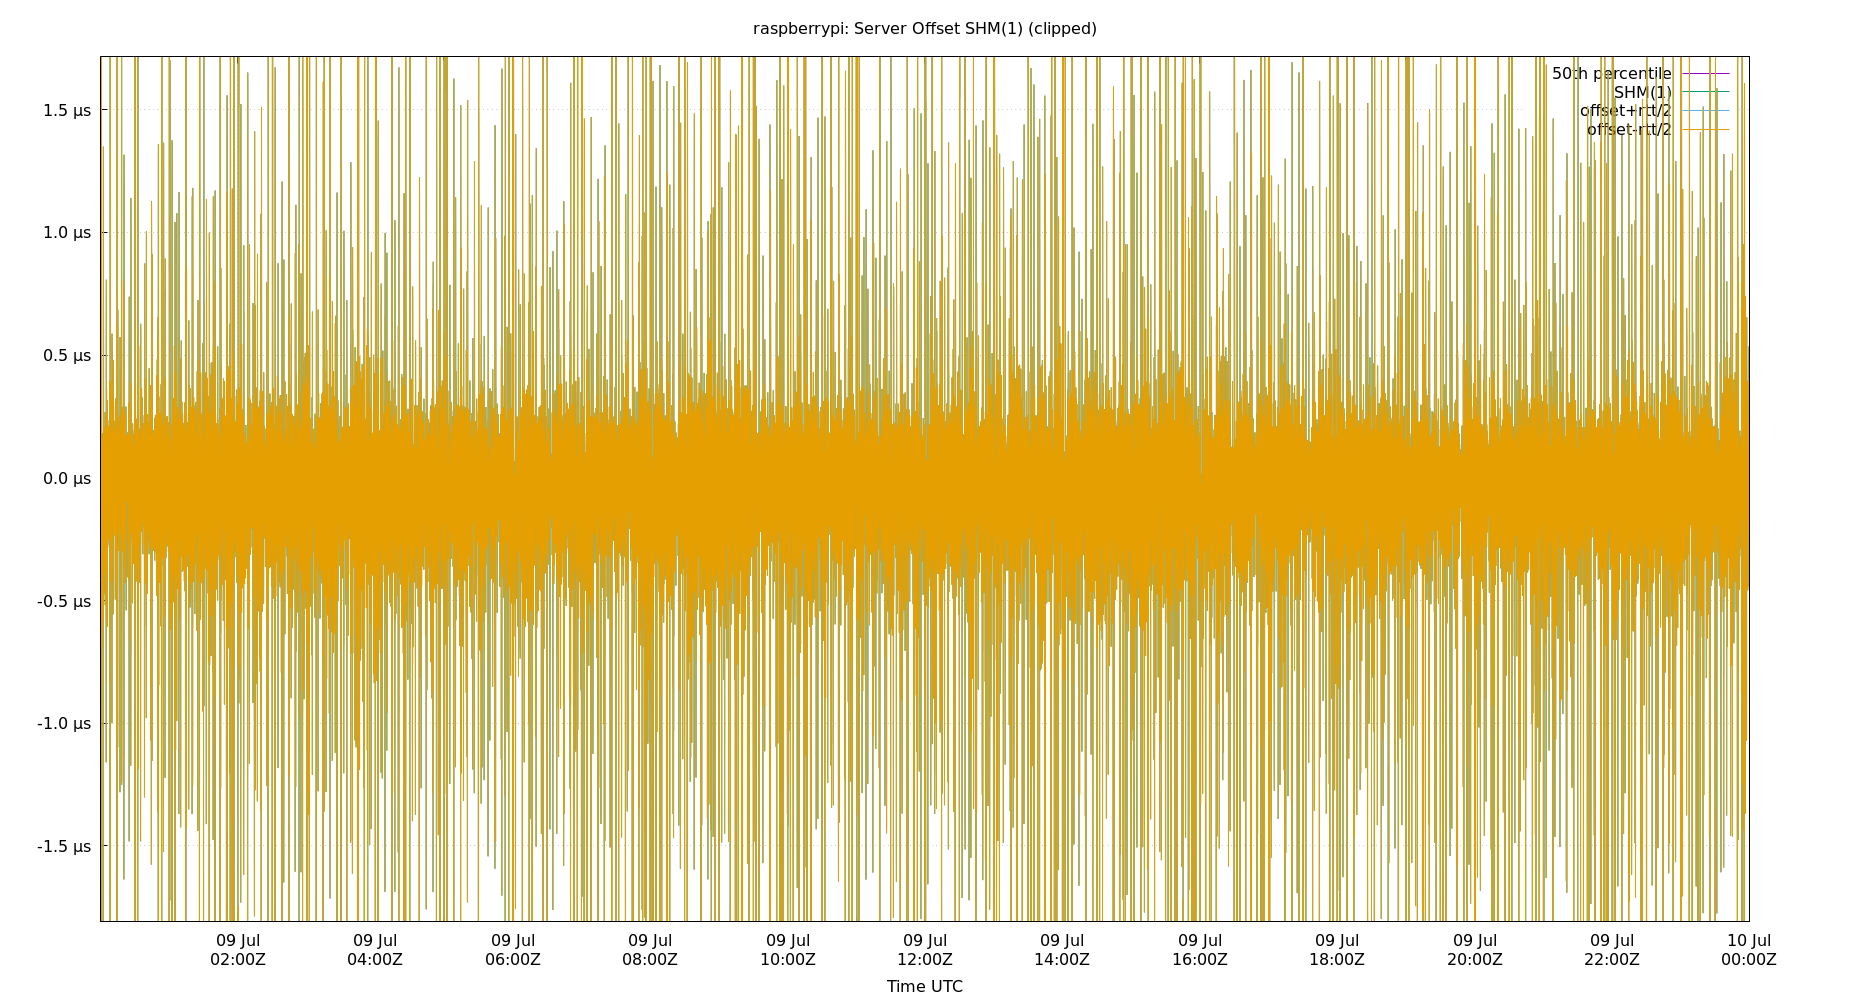 raspberrypi: Server Offset SHM(1) (clipped)
50th percentile
SHM(1)
offset+rtt/2
offset-rtt/2
1.5 µs
1.0 µs
0.5 µs
0.0 µs
-0.5 µs
-1.0 µs
-1.5 µs
09 Jul 09 Jul 09 Jul 09 Jul 09 Jul 09 Jul 09 Jul 09 Jul 09 Jul 09 Jul 09 Jul 10 Jul
02:00Z 04:00Z 06:00Z 08:00Z 10:00Z 12:00Z 14:00Z 16:00Z 18:00Z 20:00Z 22:00Z 00:00Z
Time UTC